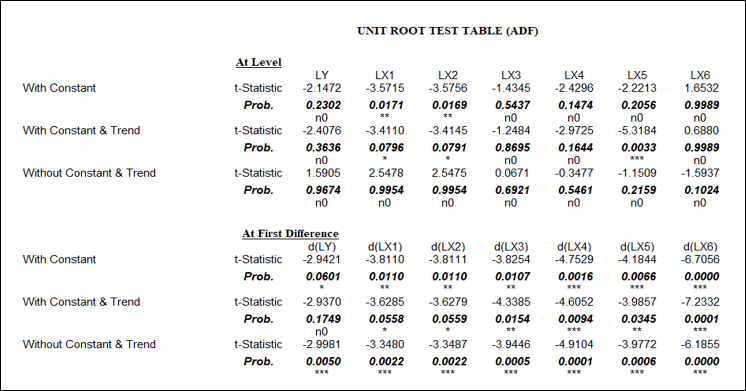 UNIT ROOT TEST TABLE (ADF)
At Level
LY LX1 LX2 LX3 LX4 LX5 LX6
With Constant t-Statistic -2.1472 -3.5715 -3.5756 -1.4345 -2.4296 -2.2213 1.6532
Prob. 0.2302 0.0171 0.0169 0.5437 0.1474 0.2056 0.9989
n0 ** ** n0 n0 n0 n0
With Constant & Trend t-Statistic -2.4076 -3.4110 -3.4145 -1.2484 -2.9725 -5.3184 0.6880
Prob. 0.3636 0.0796 0.0791 0.8695 0.1644 0.0033 0.9989
n0 * * n0 n0 *** n0
Without Constant & Trend t-Statistic 1.5905 2.5478 2.5475 0.0671 -0.3477 -1.1509 -1.5937
Prob. 0.9674 0.9954 0.9954 0.6921 0.5461 0.2159 0.1024
n0 n0 n0 n0 n0 n0 n0
At First Difference
d(LY) d(LX1) d(LX2) d(LX3) d(LX4) d(LX5) d(LX6)
With Constant t-Statistic -2.9421 -3.8110 -3.8111 -3.8254 -4.7529 -4.1844 -6.7056
Prob. 0.0601 0.0110 0.0110 0.0107 0.0016 0.0066 0.0000
* ** ** ** *** *** ***
With Constant & Trend t-Statistic -2.9370 -3.6285 -3.6279 -4.3385 -4.6052 -3.9857 -7.2332
Prob. 0.1749 0.0558 0.0559 0.0154 0.0094 0.0345 0.0001
n0 * * ** *** ** ***
Without Constant & Trend t-Statistic -2.9981 -3.3480 -3.3487 -3.9446 -4.9104 -3.9772 -6.1855
Prob. 0.0050 0.0022 0.0022 0.0005 0.0001 0.0006 0.0000
*** *** *** *** *** *** ***